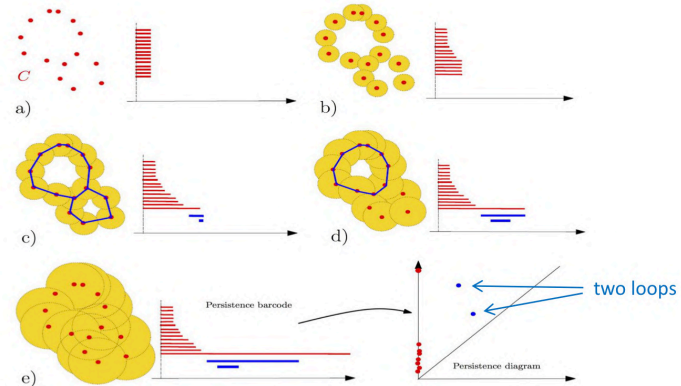 C
a)
b)
c)
d)
two loops
Persistence barcode
Persistence diagram
e)